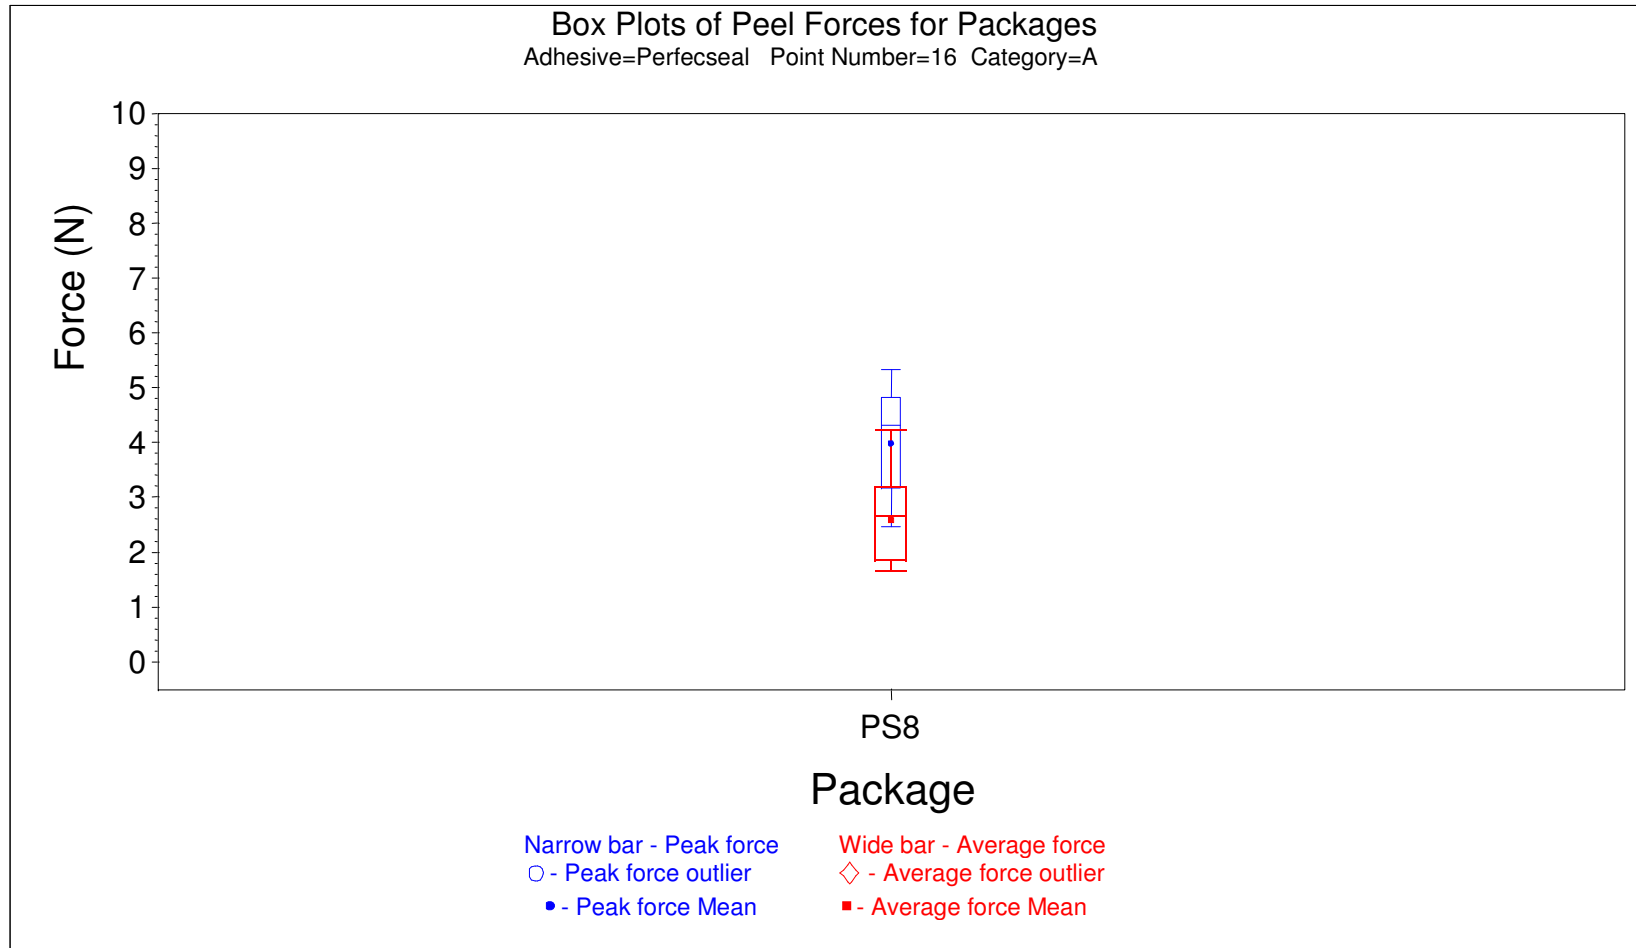 Box Plots of Peel Forces for Packages
Adhesive=Perfecseal Point Number=16 Category=A
10
9
8
7
6
5
4
3
2
1
0
Force (N)
PS8
Package
Narrow bar - Peak force
- Peak force outlier
- Peak force Mean
Wide bar - Average force
- Average force outlier
- Average force Mean